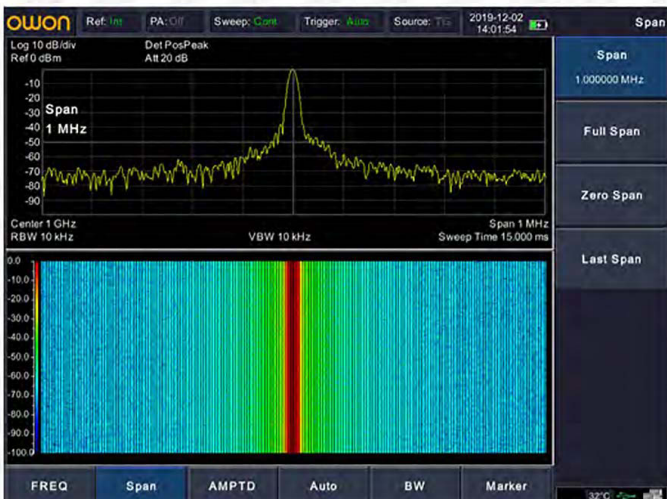 OWON Ref: Int PA: Off Sweep: Cont Trigger: Auto Source: 2019-12-02 Span
14:01:54
Log 10 dB/div Det PosPeak
Ref 0 dBm Att 20 dB
Span
1.000000 MHz
-10
-20
Span
-30
-40
1 MHz
-50
-60
-70
-80
-90
Full Span
Zero Span
Center 1 GHz Span 1 MHz
RBW 10 kHz VBW 10 kHz Sweep Time 15.000 ms
Last Span
0.0
-10.0
-20.0
-30.0
-40.0
-50.0
-60.0
-70.0
-80.0
-90.0
-100.0
FREQ Span AMPTD Auto BW Marker
32°C